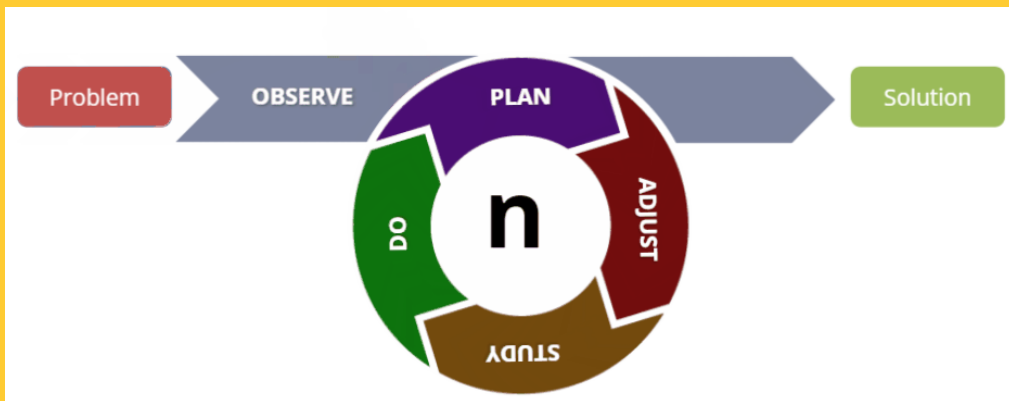 Problem
OBSERVE
PLAN
Solution
ADJUST
n
DO
STUDY